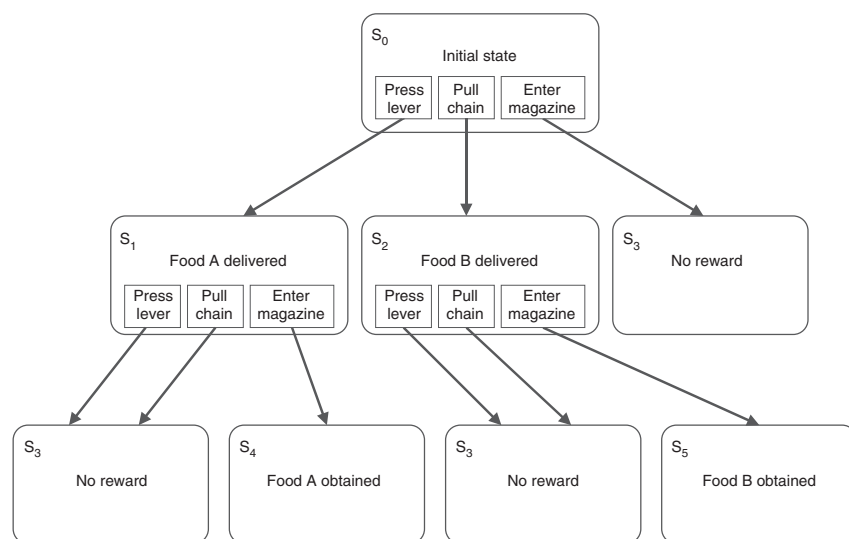 S0
Initial state
Press lever
Pull chain
Enter magazine
S1
Food A delivered
Press lever
Pull chain
Enter magazine
S2
Food B delivered
Press lever
Pull chain
Enter magazine
S3
No reward
S3
No reward
S4
Food A obtained
S3
No reward
S5
Food B obtained